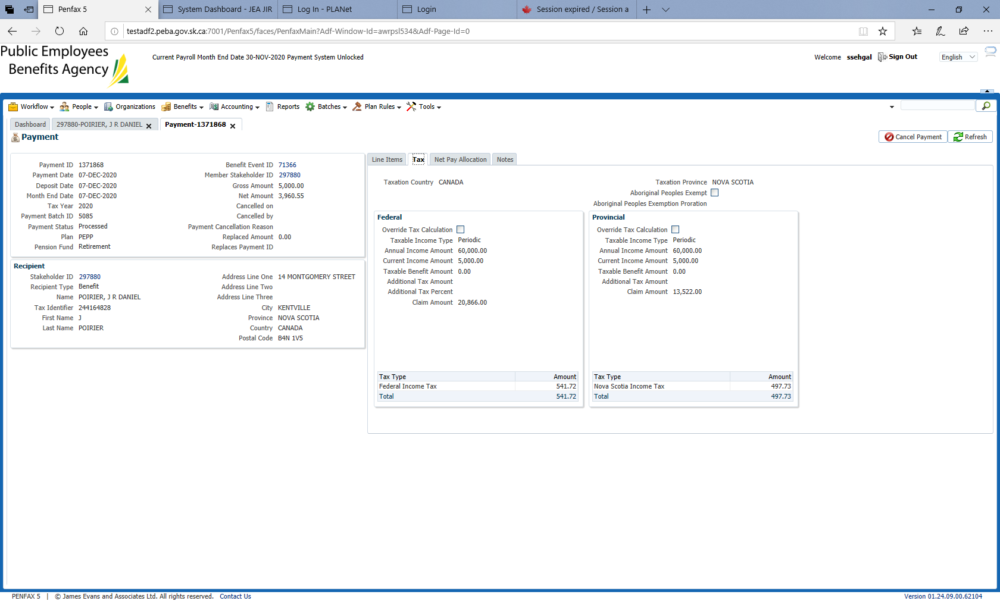 Penfax 5
System Dashboard - JEA JIR
Log In - PLANet
Login
Session expired / Session a
testadf2.peba.gov.sk.ca:7001/Penfax5/faces/PenfaxMain?Adf-Window-Id=awrpsl534&Adf-Page-Id=0
Public Employees
Benefits Agency
Current Payroll Month End Date 30-NOV-2020 Payment System Unlocked
Welcome ssehgal Sign Out English
Workflow People Organizations Benefits Accounting Reports Batches Plan Rules Tools
Dashboard 297880-POIRIER, J R DANIEL Payment-1371868
Payment
Cancel Payment Refresh
Payment ID 1371868
Payment Date 07-DEC-2020
Deposit Date 07-DEC-2020
Month End Date 07-DEC-2020
Tax Year 2020
Payment Batch ID 5085
Payment Status Processed
Plan PEPP
Pension Fund Retirement
Benefit Event ID 71366
Member Stakeholder ID 297880
Gross Amount 5,000.00
Net Amount 3,960.55
Cancelled on
Cancelled by
Payment Cancellation Reason
Replaced Amount 0.00
Replaces Payment ID
Recipient
Stakeholder ID 297880
Recipient Type Benefit
Name POIRIER, J R DANIEL
Tax Identifier 244164828
First Name J
Last Name POIRIER
Address Line One 14 MONTGOMERY STREET
Address Line Two
Address Line Three
City KENTVILLE
Province NOVA SCOTIA
Country CANADA
Postal Code B4N 1V5
Line Items Tax Net Pay Allocation Notes
Taxation Country CANADA
Taxation Province NOVA SCOTIA
Aboriginal Peoples Exempt
Aboriginal Peoples Exemption Proration
Federal
Override Tax Calculation
Taxable Income Type Periodic
Annual Income Amount 60,000.00
Current Income Amount 5,000.00
Taxable Benefit Amount 0.00
Additional Tax Amount
Additional Tax Percent
Claim Amount 20,866.00
Tax Type Amount
Federal Income Tax 541.72
Total 541.72
Provincial
Override Tax Calculation
Taxable Income Type Periodic
Annual Income Amount 60,000.00
Current Income Amount 5,000.00
Taxable Benefit Amount 0.00
Additional Tax Amount
Claim Amount 13,522.00
Tax Type Amount
Nova Scotia Income Tax 497.73
Total 497.73
PENFAX 5 | © James Evans and Associates Ltd. All rights reserved. Contact Us
Version 01.24.09.00.62104